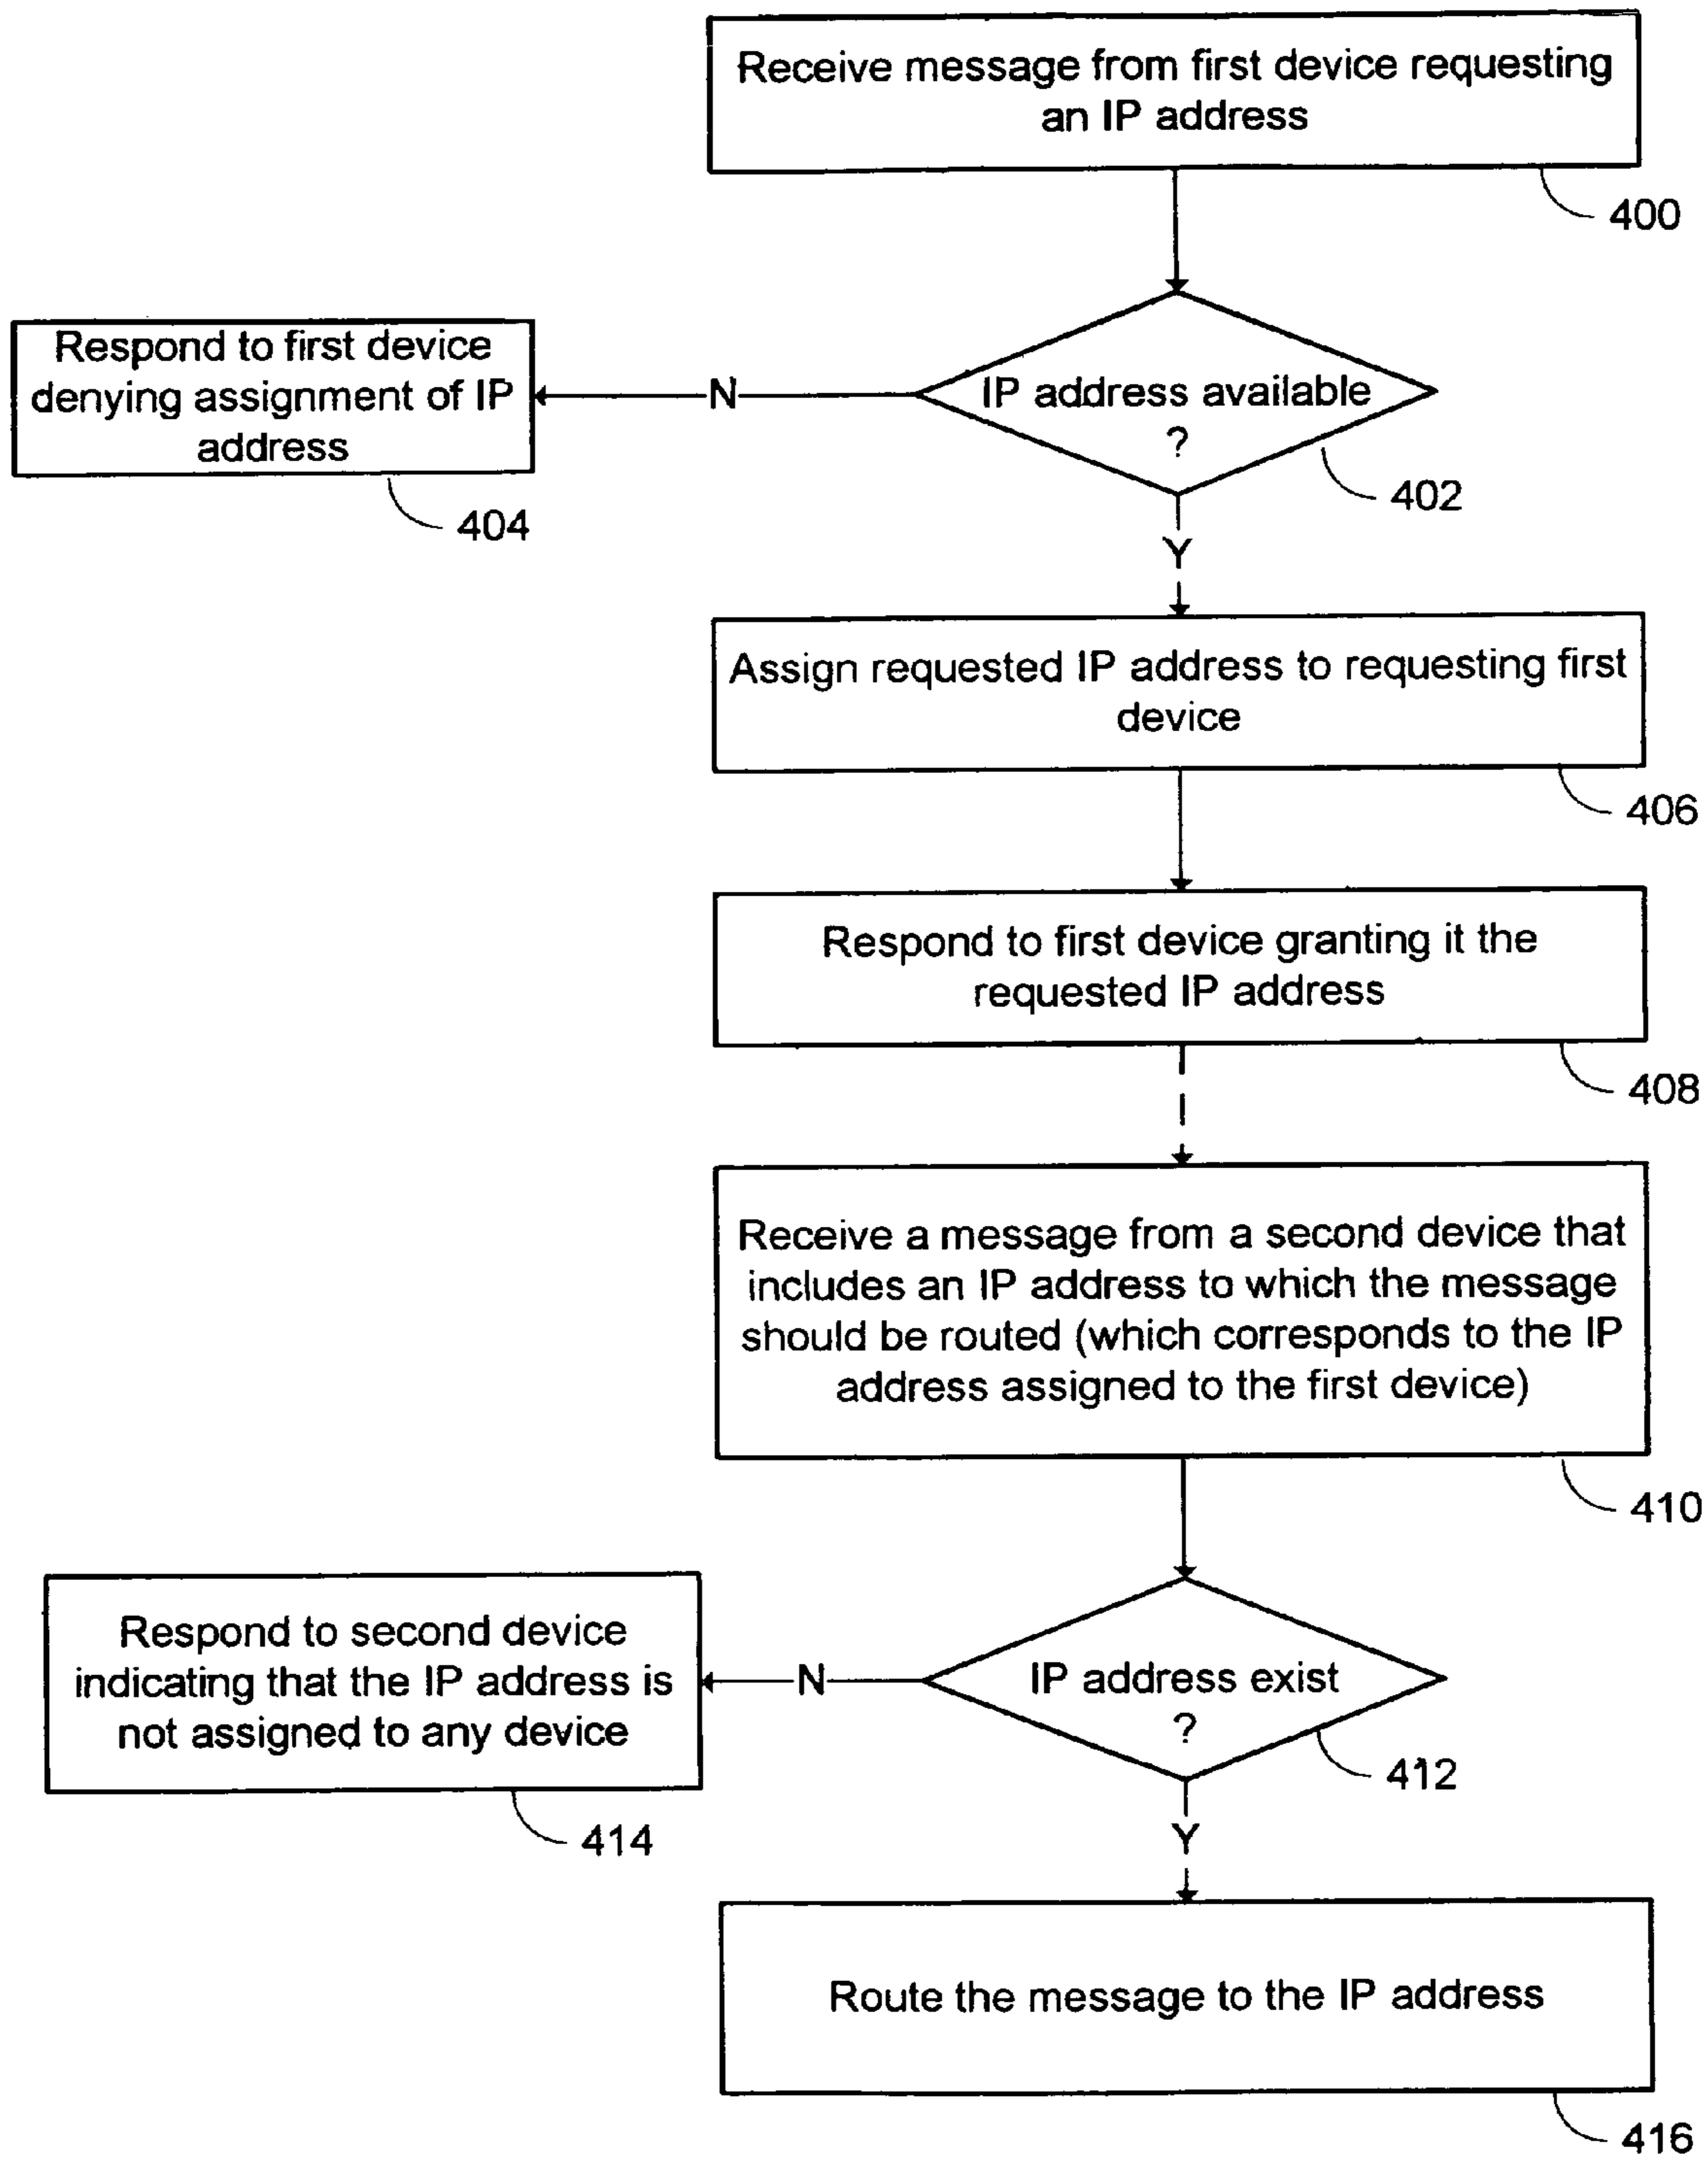 Receive message from first device requesting
an IP address
400
IP address available
?
402
N
Respond to first device
denying assignment of IP
address
404
Y
Assign requested IP address to requesting first
device
406
Respond to first device granting it the
requested IP address
408
Receive a message from a second device that
includes an IP address to which the message
should be routed (which corresponds to the IP
address assigned to the first device)
410
IP address exist
?
412
N
Respond to second device
indicating that the IP address is
not assigned to any device
414
Y
Route the message to the IP address
416